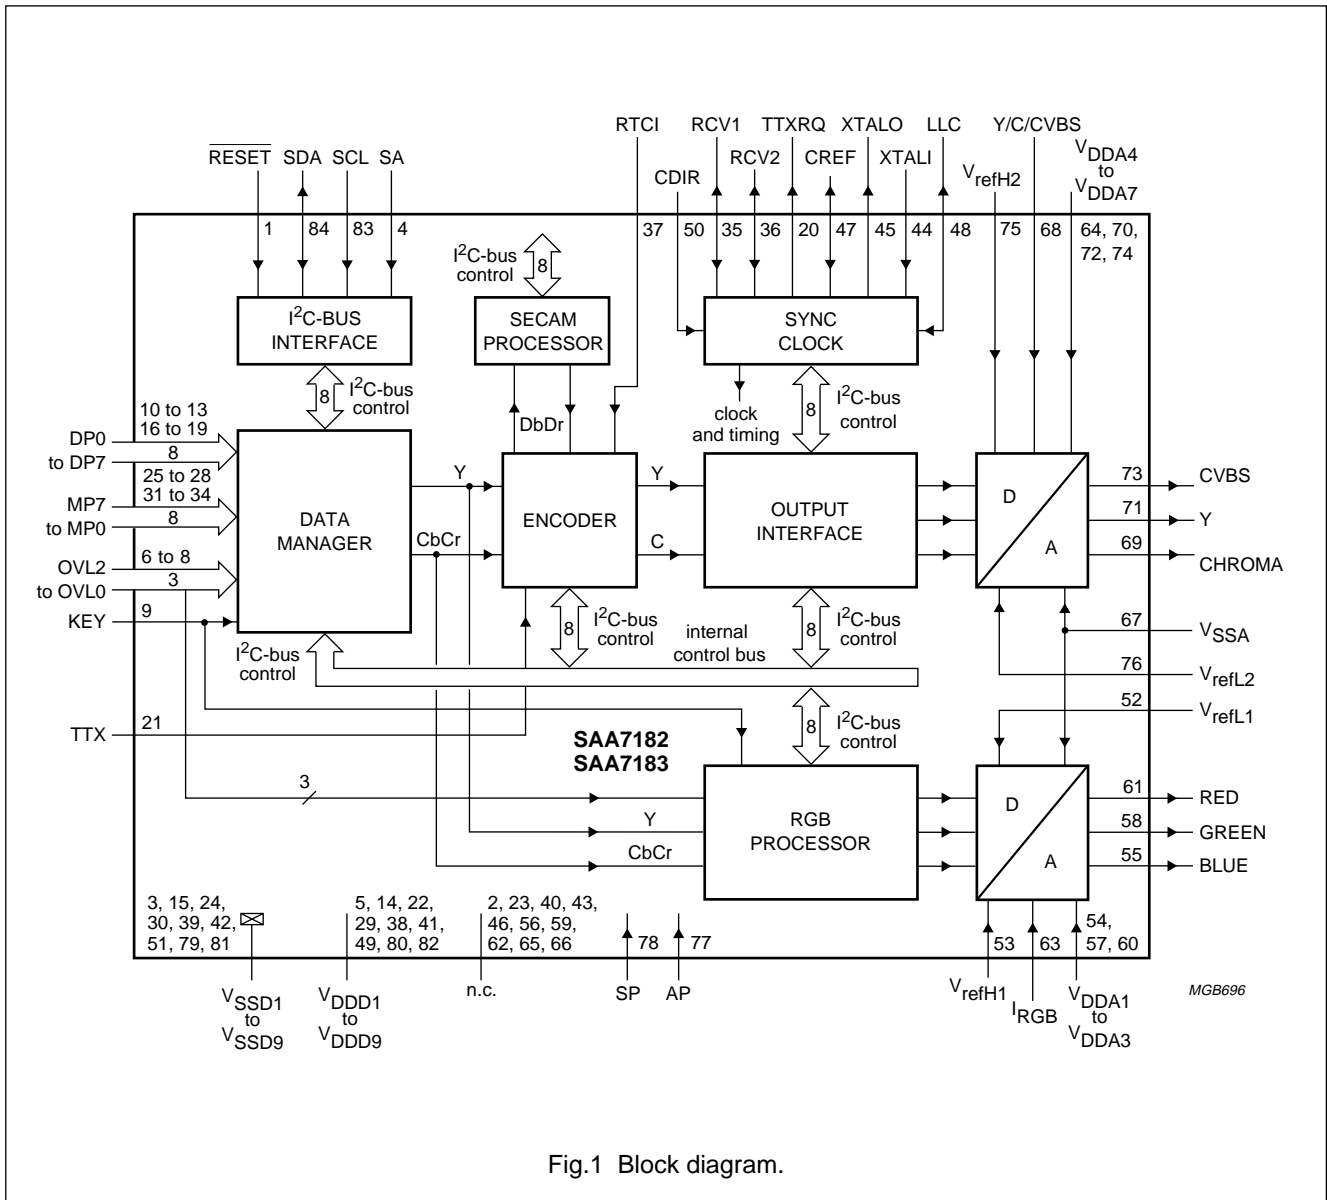 RTCI RCV1 TTXRQ XTALO LLC Y/C/CVBS
RESET SDA SCL SA
CDIR RCV2 CREF XTALI
VrefH2
VDDA4
to
VDDA7
1 84 83 4
37 50 35 36 20 47 45 44 48 75 68
64, 70,
72, 74
I2C-bus
control
8
I2C-BUS
INTERFACE
SECAM
PROCESSOR
SYNC
CLOCK
8
I2C-bus
control
DbDr
clock
and timing
8
I2C-bus
control
10 to 13
16 to 19
DP0
to DP7
8
25 to 28
31 to 34
MP7
to MP0
8
OVL2
to OVL0
6 to 8
3
KEY
9
DATA
MANAGER
Y
CbCr
ENCODER
Y
C
OUTPUT
INTERFACE
D
A
73 CVBS
71 Y
69 CHROMA
I2C-bus
control
8
I2C-bus
control
internal
control bus
8
I2C-bus
control
67 VSSA
76 VrefL2
52 VrefL1
TTX
21
SAA7182
SAA7183
8
I2C-bus
control
3
Y
CbCr
RGB
PROCESSOR
D
A
61 RED
58 GREEN
55 BLUE
3, 15, 24,
30, 39, 42,
51, 79, 81
5, 14, 22,
29, 38, 41,
49, 80, 82
2, 23, 40, 43,
46, 56, 59,
62, 65, 66
78 77
53 63
54,
57, 60
VSSD1
to
VSSD9
VDDD1
to
VDDD9
n.c.
SP AP
VrefH1
IRGB
VDDA1
to
VDDA3
MGB696
Fig.1 Block diagram.